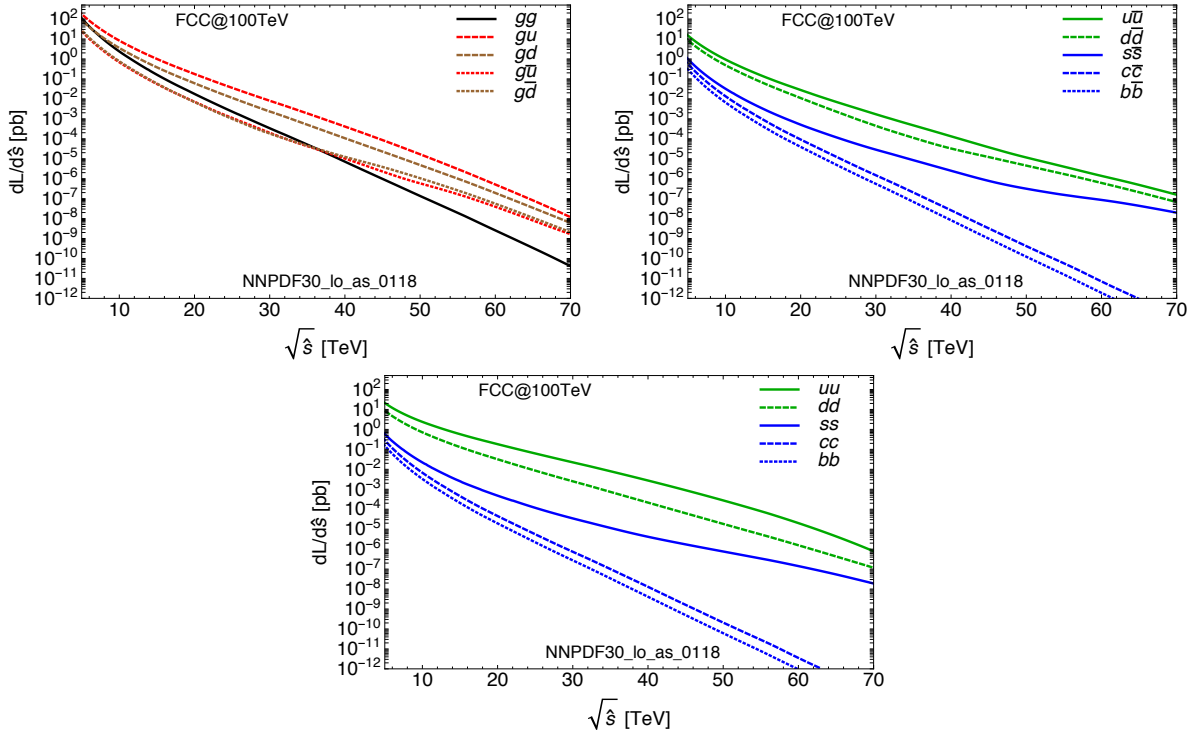 FCC@100TeV
gg
gu
gd
gū
gd̄
10²
10¹
10⁰
10⁻¹
10⁻²
10⁻³
10⁻⁴
10⁻⁵
10⁻⁶
10⁻⁷
10⁻⁸
10⁻⁹
10⁻¹⁰
10⁻¹¹
10⁻¹²
dL/dŝ [pb]
NNPDF30_lo_as_0118
10 20 30 40 50 60 70
√ŝ [TeV]
FCC@100TeV
uū
dd̄
ss̄
cc̄
bb̄
10²
10¹
10⁰
10⁻¹
10⁻²
10⁻³
10⁻⁴
10⁻⁵
10⁻⁶
10⁻⁷
10⁻⁸
10⁻⁹
10⁻¹⁰
10⁻¹¹
10⁻¹²
dL/dŝ [pb]
NNPDF30_lo_as_0118
10 20 30 40 50 60 70
√ŝ [TeV]
FCC@100TeV
uu
dd
ss
cc
bb
10²
10¹
10⁰
10⁻¹
10⁻²
10⁻³
10⁻⁴
10⁻⁵
10⁻⁶
10⁻⁷
10⁻⁸
10⁻⁹
10⁻¹⁰
10⁻¹¹
10⁻¹²
dL/dŝ [pb]
NNPDF30_lo_as_0118
10 20 30 40 50 60 70
√ŝ [TeV]